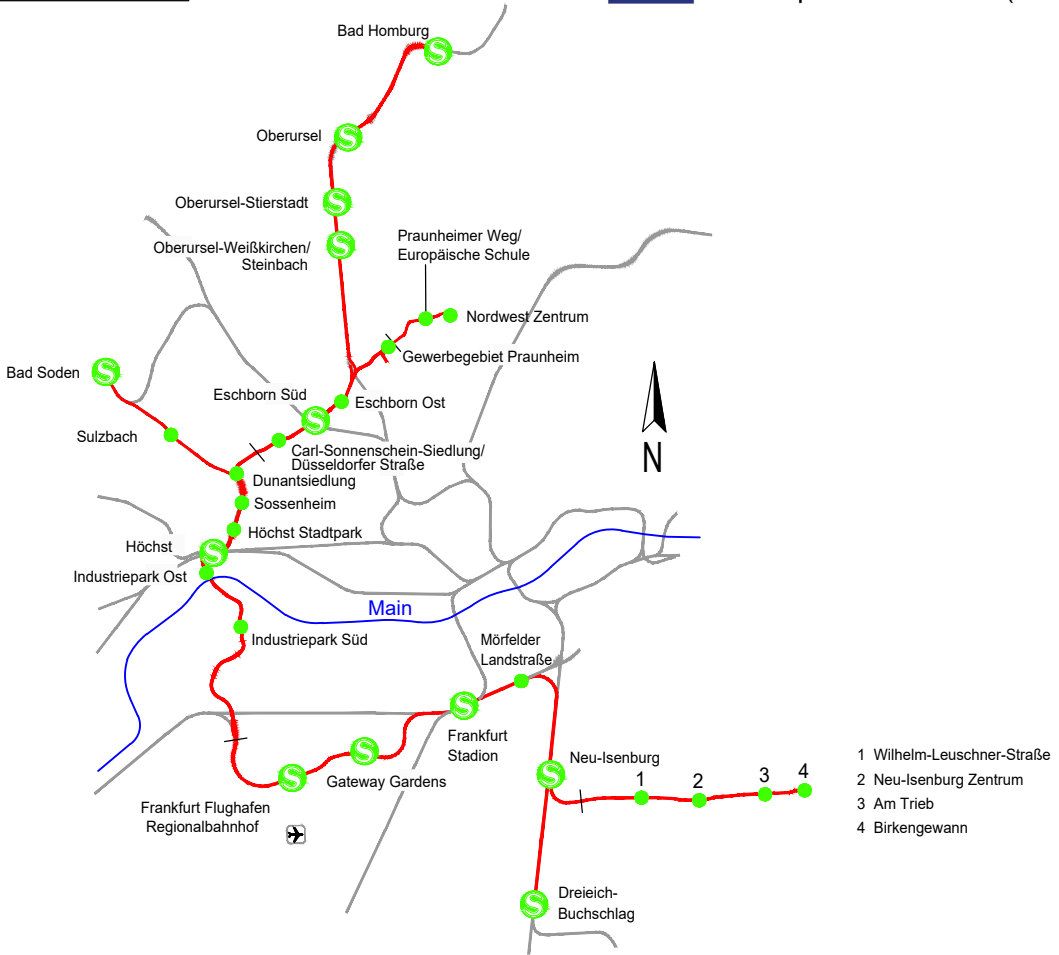 Bad Homburg
Oberursel
Oberursel-Stierstadt
Oberursel-Weißkirchen/
Steinbach
Praunheimer Weg/
Europäische Schule
Nordwest Zentrum
Gewerbegebiet Praunheim
Bad Soden
Eschborn Süd
Eschborn Ost
Sulzbach
Carl-Sonnenschein-Siedlung/
Düsseldorfer Straße
Dunantsiedlung
Sossenheim
Höchst Stadtpark
Höchst
Industriepark Ost
Main
Industriepark Süd
Mörfelder
Landstraße
Frankfurt
Stadion
Gateway Gardens
Frankfurt Flughafen
Regionalbahnhof
Neu-Isenburg
1
2
3
4
Dreieich-
Buchschlag
N
1 Wilhelm-Leuschner-Straße
2 Neu-Isenburg Zentrum
3 Am Trieb
4 Birkengewann
S
S
S
S
S
S
S
S
S
S
S
S